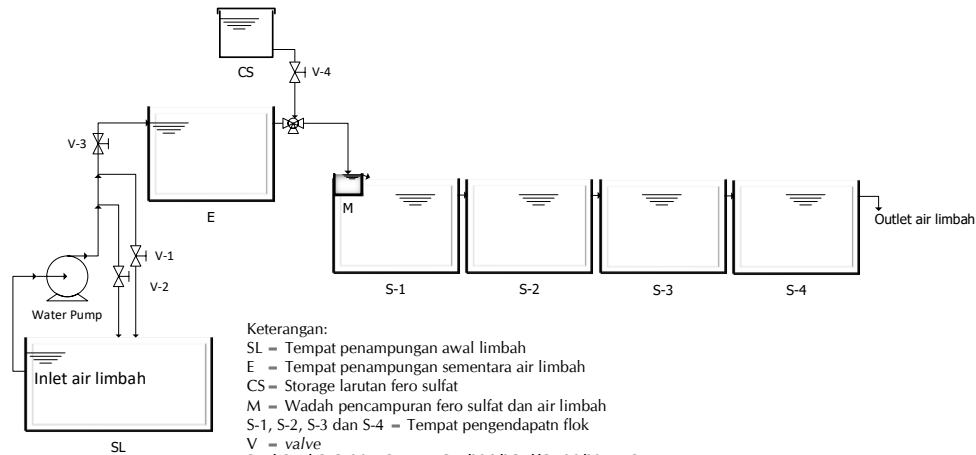 CS
V-4
V-3
E
M
V-1
V-2
Water Pump
Outlet air limbah
S-1
S-2
S-3
S-4
Inlet air limbah
SL
Keterangan:
SL = Tempat penampungan awal limbah
E = Tempat penampungan sementara air limbah
CS = Storage larutan fero sulfat
M = Wadah pencampuran fero sulfat dan air limbah
S-1, S-2, S-3 dan S-4 = Tempat pengendapatn flok
V = valve